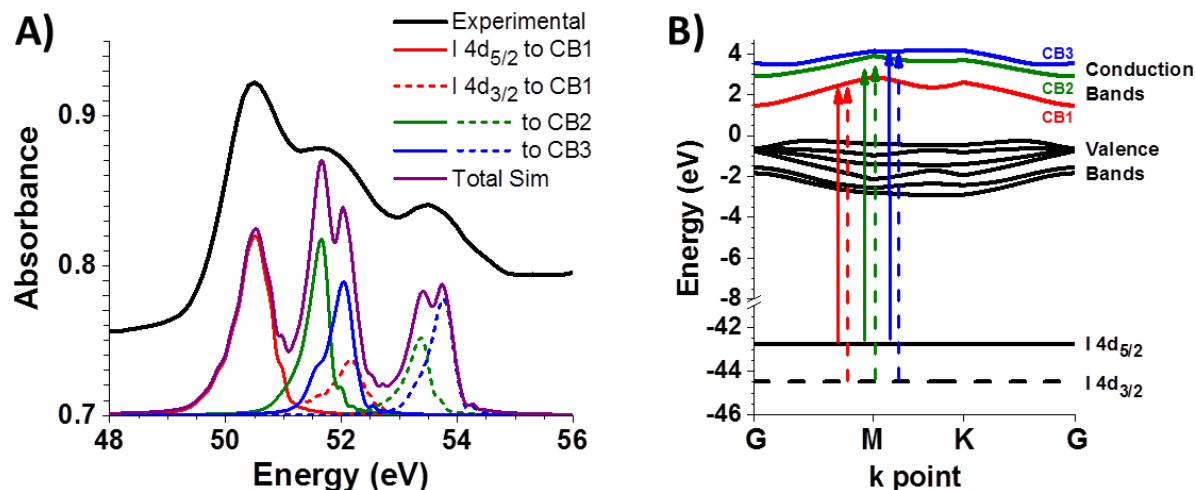 A)
Experimental
I 4d5/2 to CB1
I 4d3/2 to CB1
to CB2
to CB3
Total Sim
Absorbance
0.9
0.8
0.7
48 50 52 54 56
Energy (eV)
B)
Energy (eV)
4
2
0
-2
-4
-6
-8
-42
-44
-46
CB3
CB2
CB1
Conduction
Bands
Valence
Bands
I 4d5/2
I 4d3/2
G M K G
k point